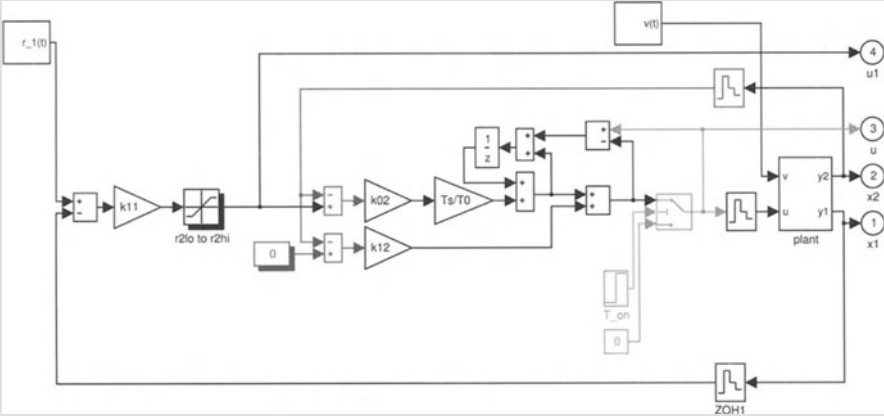 r_1(t)
v(t)
4
u1
3
u
1
z
v
y2
2
x2
k11
k02
Ts/T0
u
y1
1
x1
r2lo to r2hi
plant
0
k12
T_on
0
ZOH1